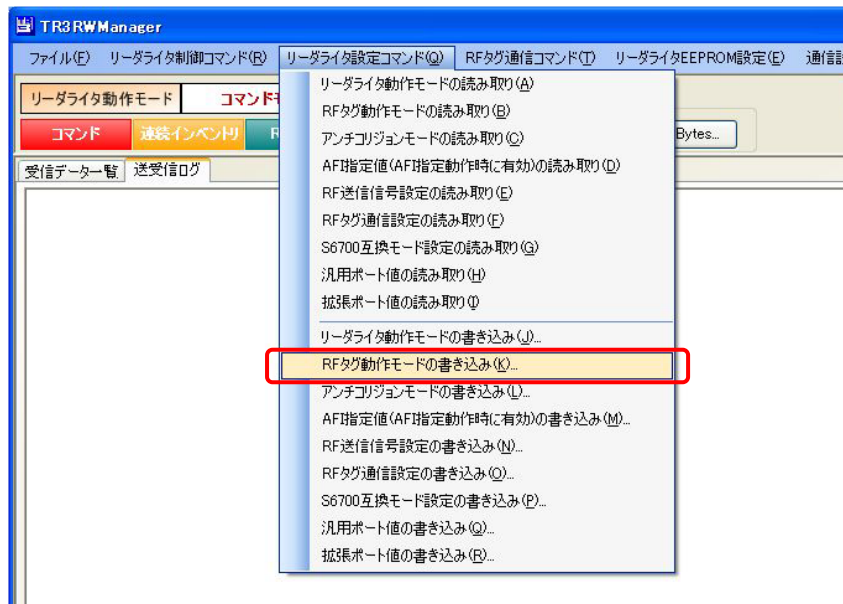 TR3RWManager
ファイル(F) リーダライタ制御コマンド(R) リーダライタ設定コマンド(Q) RFタグ通信コマンド(T) リーダライタEEPROM設定(E)
リーダライタ動作モード
コマンド 連続インベントリ Bytes...
受信データ一覧 送受信ログ
リーダライタ動作モードの読み取り(A)
RFタグ動作モードの読み取り(B)
アンチコリジョンモードの読み取り(C)
AFI指定値(AFI指定動作時に有効)の読み取り(D)
RF送信信号設定の読み取り(E)
RFタグ通信設定の読み取り(F)
S6700互換モード設定の読み取り(G)
汎用ポート値の読み取り(H)
拡張ポート値の読み取り(I)
リーダライタ動作モードの書き込み(J)...
RFタグ動作モードの書き込み(K)...
アンチコリジョンモードの書き込み(L)...
AFI指定値(AFI指定動作時に有効)の書き込み(M)...
RF送信信号設定の書き込み(N)...
RFタグ通信設定の書き込み(O)...
S6700互換モード設定の書き込み(P)...
汎用ポート値の書き込み(Q)...
拡張ポート値の書き込み(R)...